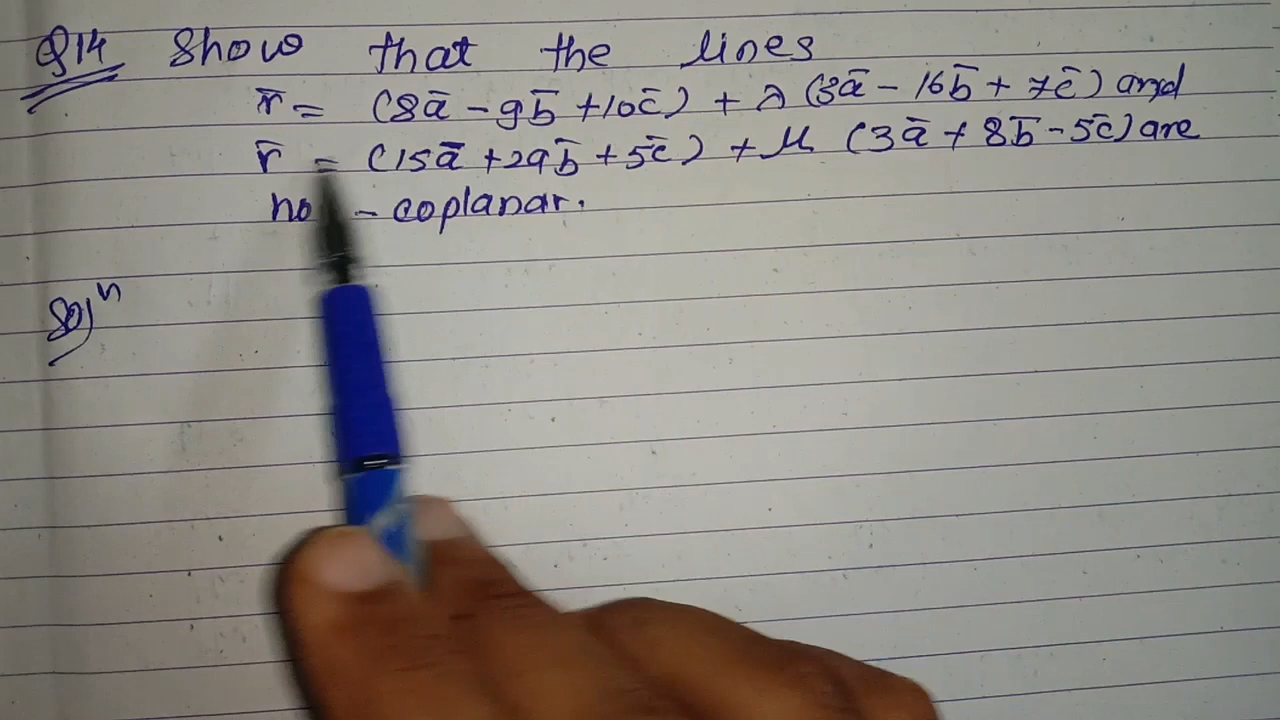 Q14 Show that the lines
r̄ = (8ā - 9b̄ + 10c̄) + λ (3ā - 16b̄ + 7c̄) and
r̄ = (15ā + 29b̄ + 5c̄) + μ (3ā + 8b̄ - 5c̄) are
- coplanar.
Solⁿ